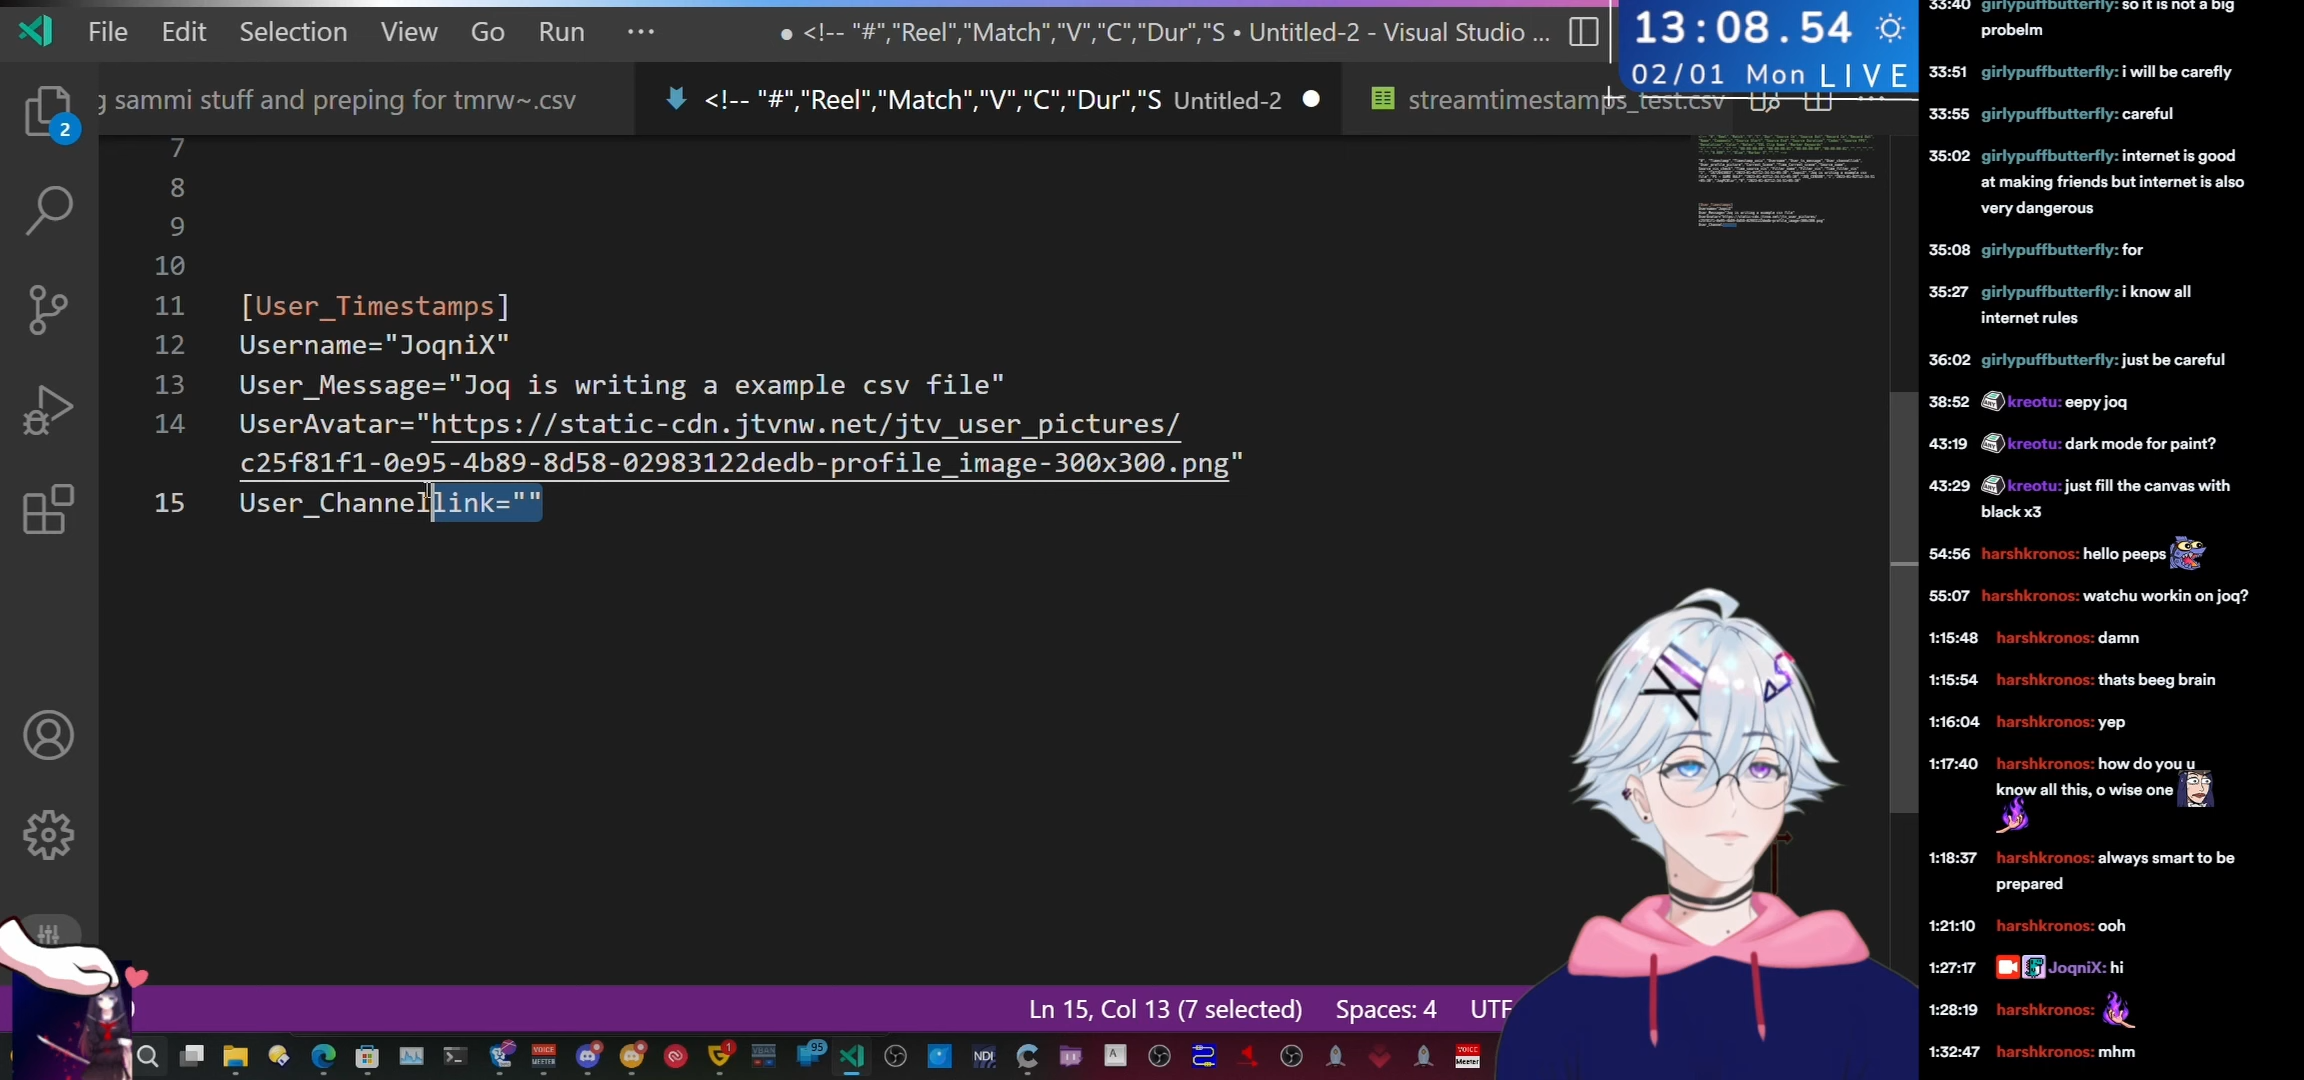 File Edit Selection View Go Run ···
● <!-- "#","Reel","Match","V","C","Dur","S • Untitled-2 - Visual Studio ...
13:08.54
02/01 Mon LIVE
g sammi stuff and preping for tmrw~.csv
<!-- "#","Reel","Match","V","C","Dur","S Untitled-2
streamtimestamps_test.csv
2
7
8
9
10
11 [User_Timestamps]
12 Username="JoqniX"
13 User_Message="Joq is writing a example csv file"
14 UserAvatar="https://static-cdn.jtvnw.net/jtv_user_pictures/
c25f81f1-0e95-4b89-8d58-02983122dedb-profile_image-300x300.png"
15 User_Channellink=""
Ln 15, Col 13 (7 selected) Spaces: 4 UTF
VOICE
MEETER
1
VBAN
95
NDI
A
VOICE
Meeter
33:40 girlypuffbutterfly: so it is not a big
probelm
33:51 girlypuffbutterfly: i will be carefly
33:55 girlypuffbutterfly: careful
35:02 girlypuffbutterfly: internet is good
at making friends but internet is also
very dangerous
35:08 girlypuffbutterfly: for
35:27 girlypuffbutterfly: i know all
internet rules
36:02 girlypuffbutterfly: just be careful
38:52 kreotu: eepy joq
43:19 kreotu: dark mode for paint?
43:29 kreotu: just fill the canvas with
black x3
54:56 harshkronos: hello peeps
55:07 harshkronos: watchu workin on joq?
1:15:48 harshkronos: damn
1:15:54 harshkronos: thats beeg brain
1:16:04 harshkronos: yep
1:17:40 harshkronos: how do you u
know all this, o wise one
1:18:37 harshkronos: always smart to be
prepared
1:21:10 harshkronos: ooh
1:27:17 JoqniX: hi
1:28:19 harshkronos:
1:32:47 harshkronos: mhm